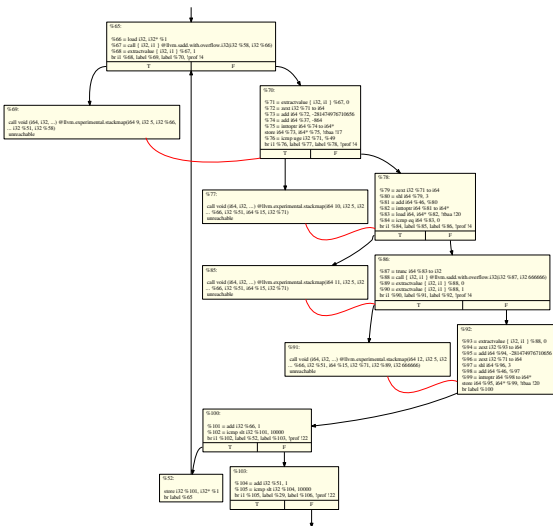 %65:
%66 = load i32, i32* %1
%67 = call { i32, i1 } @llvm.sadd.with.overflow.i32(i32 %58, i32 %66)
%68 = extractvalue { i32, i1 } %67, 1
br i1 %68, label %69, label %70, !prof !4
T F
%69:
call void (i64, i32, ...) @llvm.experimental.stackmap(i64 9, i32 5, i32 %66,
... i32 %51, i32 %58)
unreachable
%70:
%71 = extractvalue { i32, i1 } %67, 0
%72 = zext i32 %71 to i64
%73 = add i64 %72, -281474976710656
%74 = add i64 %37, -864
%75 = inttoptr i64 %74 to i64*
store i64 %73, i64* %75, !tbaa !17
%76 = icmp uge i32 %71, %49
br i1 %76, label %77, label %78, !prof !4
T F
%77:
call void (i64, i32, ...) @llvm.experimental.stackmap(i64 10, i32 5, i32
... %66, i32 %51, i64 %15, i32 %71)
unreachable
%78:
%79 = zext i32 %71 to i64
%80 = shl i64 %79, 3
%81 = add i64 %46, %80
%82 = inttoptr i64 %81 to i64*
%83 = load i64, i64* %82, !tbaa !20
%84 = icmp eq i64 %83, 0
br i1 %84, label %85, label %86, !prof !4
T F
%85:
call void (i64, i32, ...) @llvm.experimental.stackmap(i64 11, i32 5, i32
... %66, i32 %51, i64 %15, i32 %71)
unreachable
%86:
%87 = trunc i64 %83 to i32
%88 = call { i32, i1 } @llvm.sadd.with.overflow.i32(i32 %87, i32 666666)
%89 = extractvalue { i32, i1 } %88, 0
%90 = extractvalue { i32, i1 } %88, 1
br i1 %90, label %91, label %92, !prof !4
T F
%91:
call void (i64, i32, ...) @llvm.experimental.stackmap(i64 12, i32 5, i32
... %66, i32 %51, i64 %15, i32 %71, i32 %89, i32 666666)
unreachable
%92:
%93 = extractvalue { i32, i1 } %88, 0
%94 = zext i32 %93 to i64
%95 = add i64 %94, -281474976710656
%96 = zext i32 %71 to i64
%97 = shl i64 %96, 3
%98 = add i64 %46, %97
%99 = inttoptr i64 %98 to i64*
store i64 %95, i64* %99, !tbaa !20
br label %100
%100:
%101 = add i32 %66, 1
%102 = icmp slt i32 %101, 10000
br i1 %102, label %52, label %103, !prof !22
T F
%52:
store i32 %101, i32* %1
br label %65
%103:
%104 = add i32 %51, 1
%105 = icmp slt i32 %104, 10000
br i1 %105, label %29, label %106, !prof !22
T F